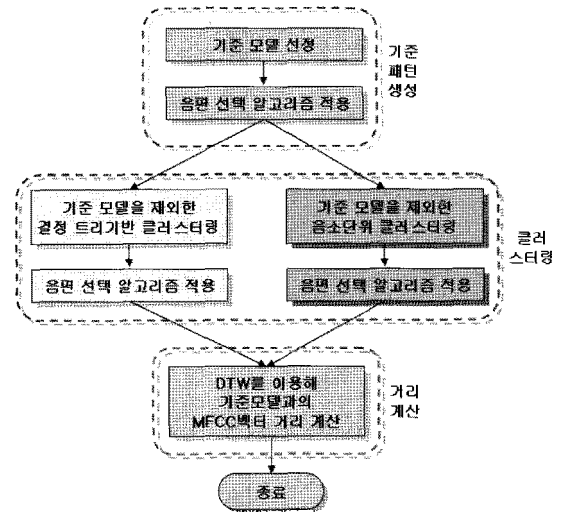 기준 모델 선정
기준
패턴
생성
음편 선택 알고리즘 적용
기준 모델을 제외한
결정 트리기반 클러스터링
기준 모델을 제외한
음소단위 클러스터링
클러
스터링
음편 선택 알고리즘 적용
음편 선택 알고리즘 적용
DTW를 이용해
기준모델과의
MFCC벡터 거리 계산
거리
계산
종료